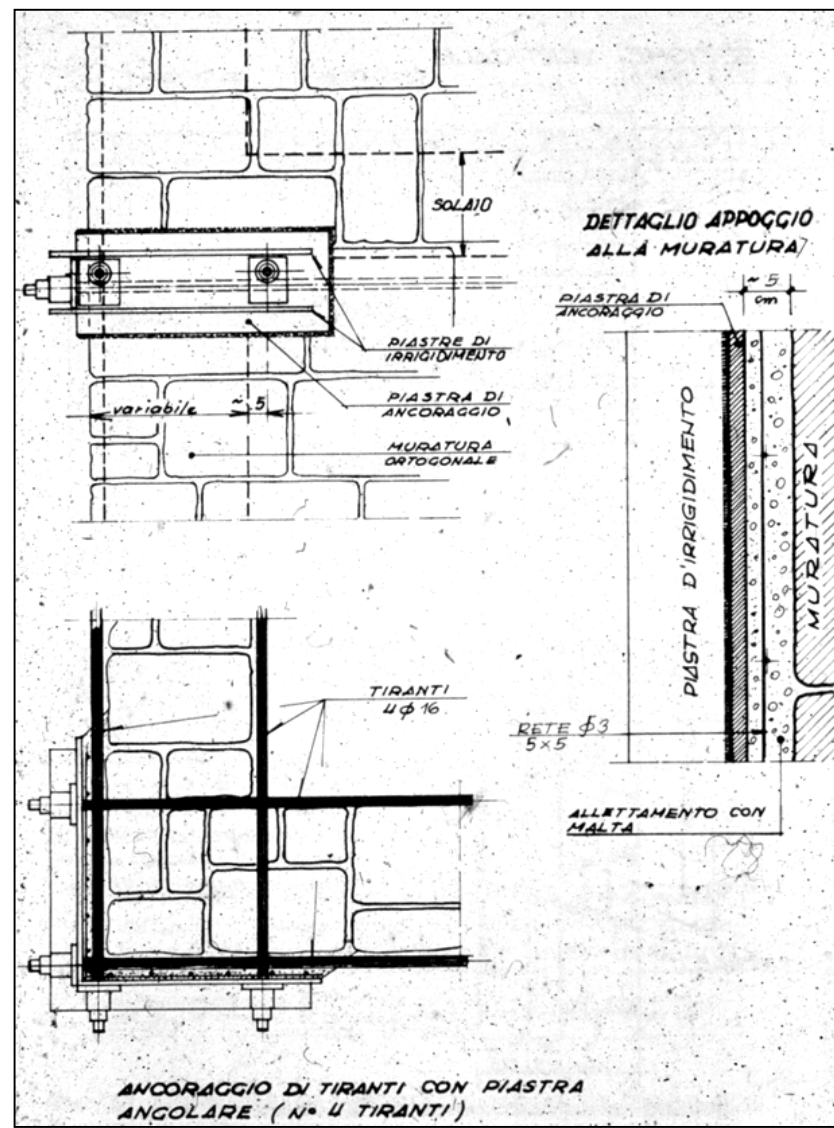 SOLAIO
PIASTRE DI
IRRIGIDIMENTO
PIASTRA DI
ANCORAGGIO
variabile
~ 5
MURATURA
ORTOGONALE
DETTAGLIO APPOGGIO
ALLA MURATURA
~ 5
cm
PIASTRA DI
ANCORAGGIO
PIASTRA D'IRRIGIDIMENTO
MURATURA
RETE ϕ3
5×5
ALLETTAMENTO CON
MALTA
TIRANTI
4 ϕ 16
ANCORAGGIO DI TIRANTI CON PIASTRA
ANGOLARE (N° 4 TIRANTI)